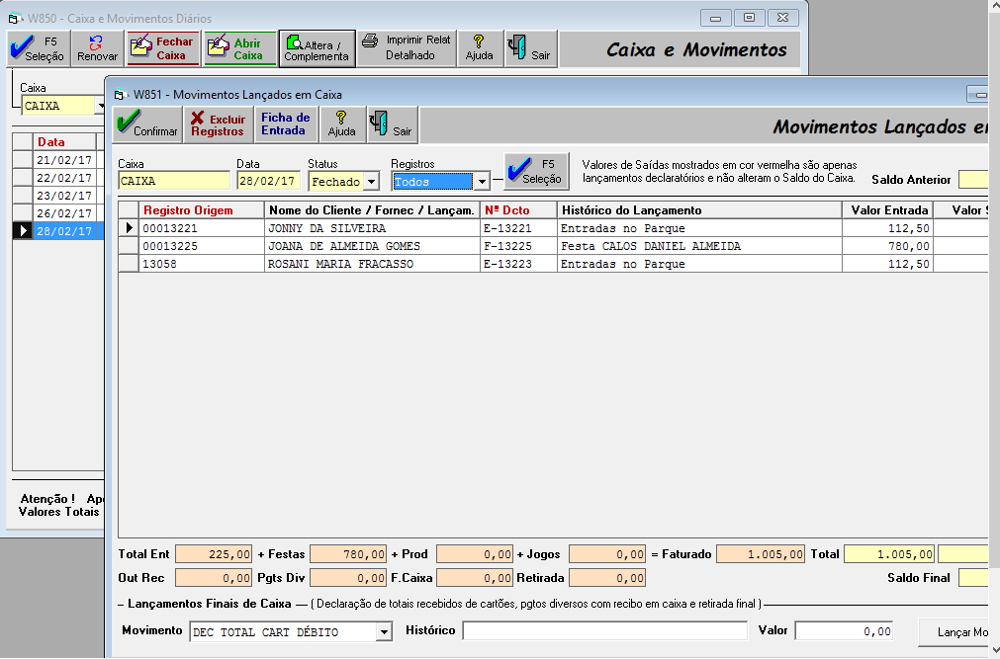 W850 - Caixa e Movimentos Diários
F5 Seleção
Renovar
Fechar Caixa
Abrir Caixa
Altera / Complementa
Imprimir Relat Detalhado
Ajuda
Sair
Caixa e Movimentos
Caixa
CAIXA
Data
21/02/17
22/02/17
23/02/17
26/02/17
28/02/17
Atenção !
Valores Totais
W851 - Movimentos Lançados em Caixa
Confirmar
Excluir Registros
Ficha de Entrada
Ajuda
Sair
Movimentos Lançados
Caixa Data Status Registros
CAIXA 28/02/17 Fechado Todos
F5 Seleção
Valores de Saídas mostrados em cor vermelha são apenas
lançamentos declaratórios e não alteram o Saldo do Caixa.
Saldo Anterior
Registro Origem Nome do Cliente / Fornec / Lançam. Nº Dcto Histórico do Lançamento Valor Entrada Valor
00013221 JONNY DA SILVEIRA E-13221 Entradas no Parque 112,50
00013225 JOANA DE ALMEIDA GOMES F-13225 Festa CALOS DANIEL ALMEIDA 780,00
13058 ROSANI MARIA FRACASSO E-13223 Entradas no Parque 112,50
Total Ent 225,00 + Festas 780,00 + Prod 0,00 + Jogos 0,00 = Faturado 1.005,00 Total 1.005,00
Out Rec 0,00 Pgts Div 0,00 F.Caixa 0,00 Retirada 0,00 Saldo Final
Lançamentos Finais de Caixa — ( Declaração de totais recebidos de cartões, pgtos diversos com recibo em caixa e retirada final )
Movimento DEC TOTAL CART DÉBITO Histórico Valor 0,00 Lançar